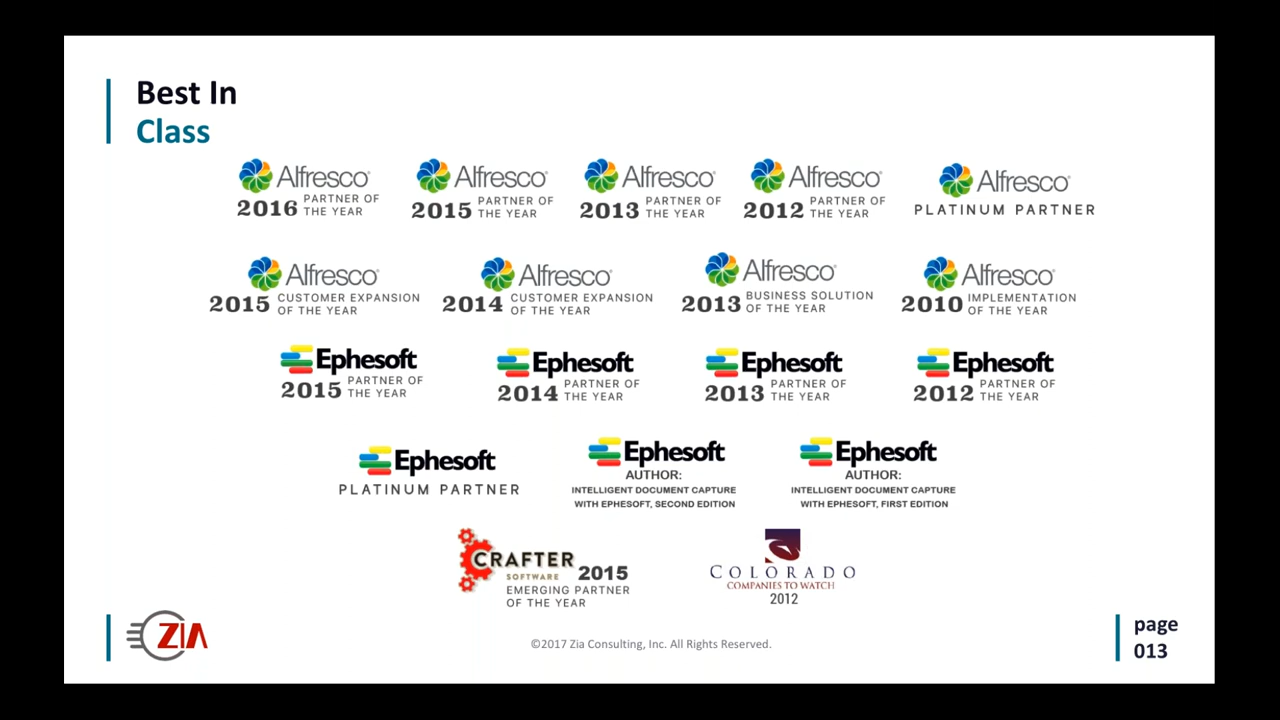 Best In
Class
Alfresco®
2016 PARTNER OF
THE YEAR
Alfresco®
2015 PARTNER OF
THE YEAR
Alfresco®
2013 PARTNER OF
THE YEAR
Alfresco®
2012 PARTNER OF
THE YEAR
Alfresco®
PLATINUM PARTNER
Alfresco®
2015 CUSTOMER EXPANSION
OF THE YEAR
Alfresco®
2014 CUSTOMER EXPANSION
OF THE YEAR
Alfresco®
2013 BUSINESS SOLUTION
OF THE YEAR
Alfresco®
2010 IMPLEMENTATION
OF THE YEAR
Ephesoft
2015 PARTNER OF
THE YEAR
Ephesoft
2014 PARTNER OF
THE YEAR
Ephesoft
2013 PARTNER OF
THE YEAR
Ephesoft
2012 PARTNER OF
THE YEAR
Ephesoft
PLATINUM PARTNER
Ephesoft
AUTHOR:
INTELLIGENT DOCUMENT CAPTURE
WITH EPHESOFT, SECOND EDITION
Ephesoft
AUTHOR:
INTELLIGENT DOCUMENT CAPTURE
WITH EPHESOFT, FIRST EDITION
CRAFTER
SOFTWARE 2015
EMERGING PARTNER
OF THE YEAR
COLORADO
COMPANIES TO WATCH
2012
ZIA
©2017 Zia Consulting, Inc. All Rights Reserved.
page
013